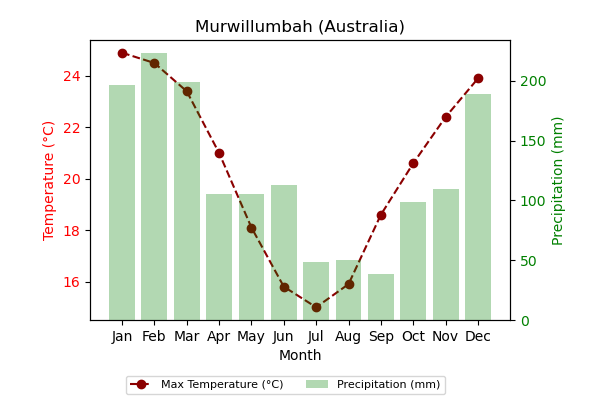 Murwillumbah (Australia)
Temperature (°C)
24
22
20
18
16
Precipitation (mm)
200
150
100
50
0
Jan Feb Mar Apr May Jun Jul Aug Sep Oct Nov Dec
Month
Max Temperature (°C) Precipitation (mm)